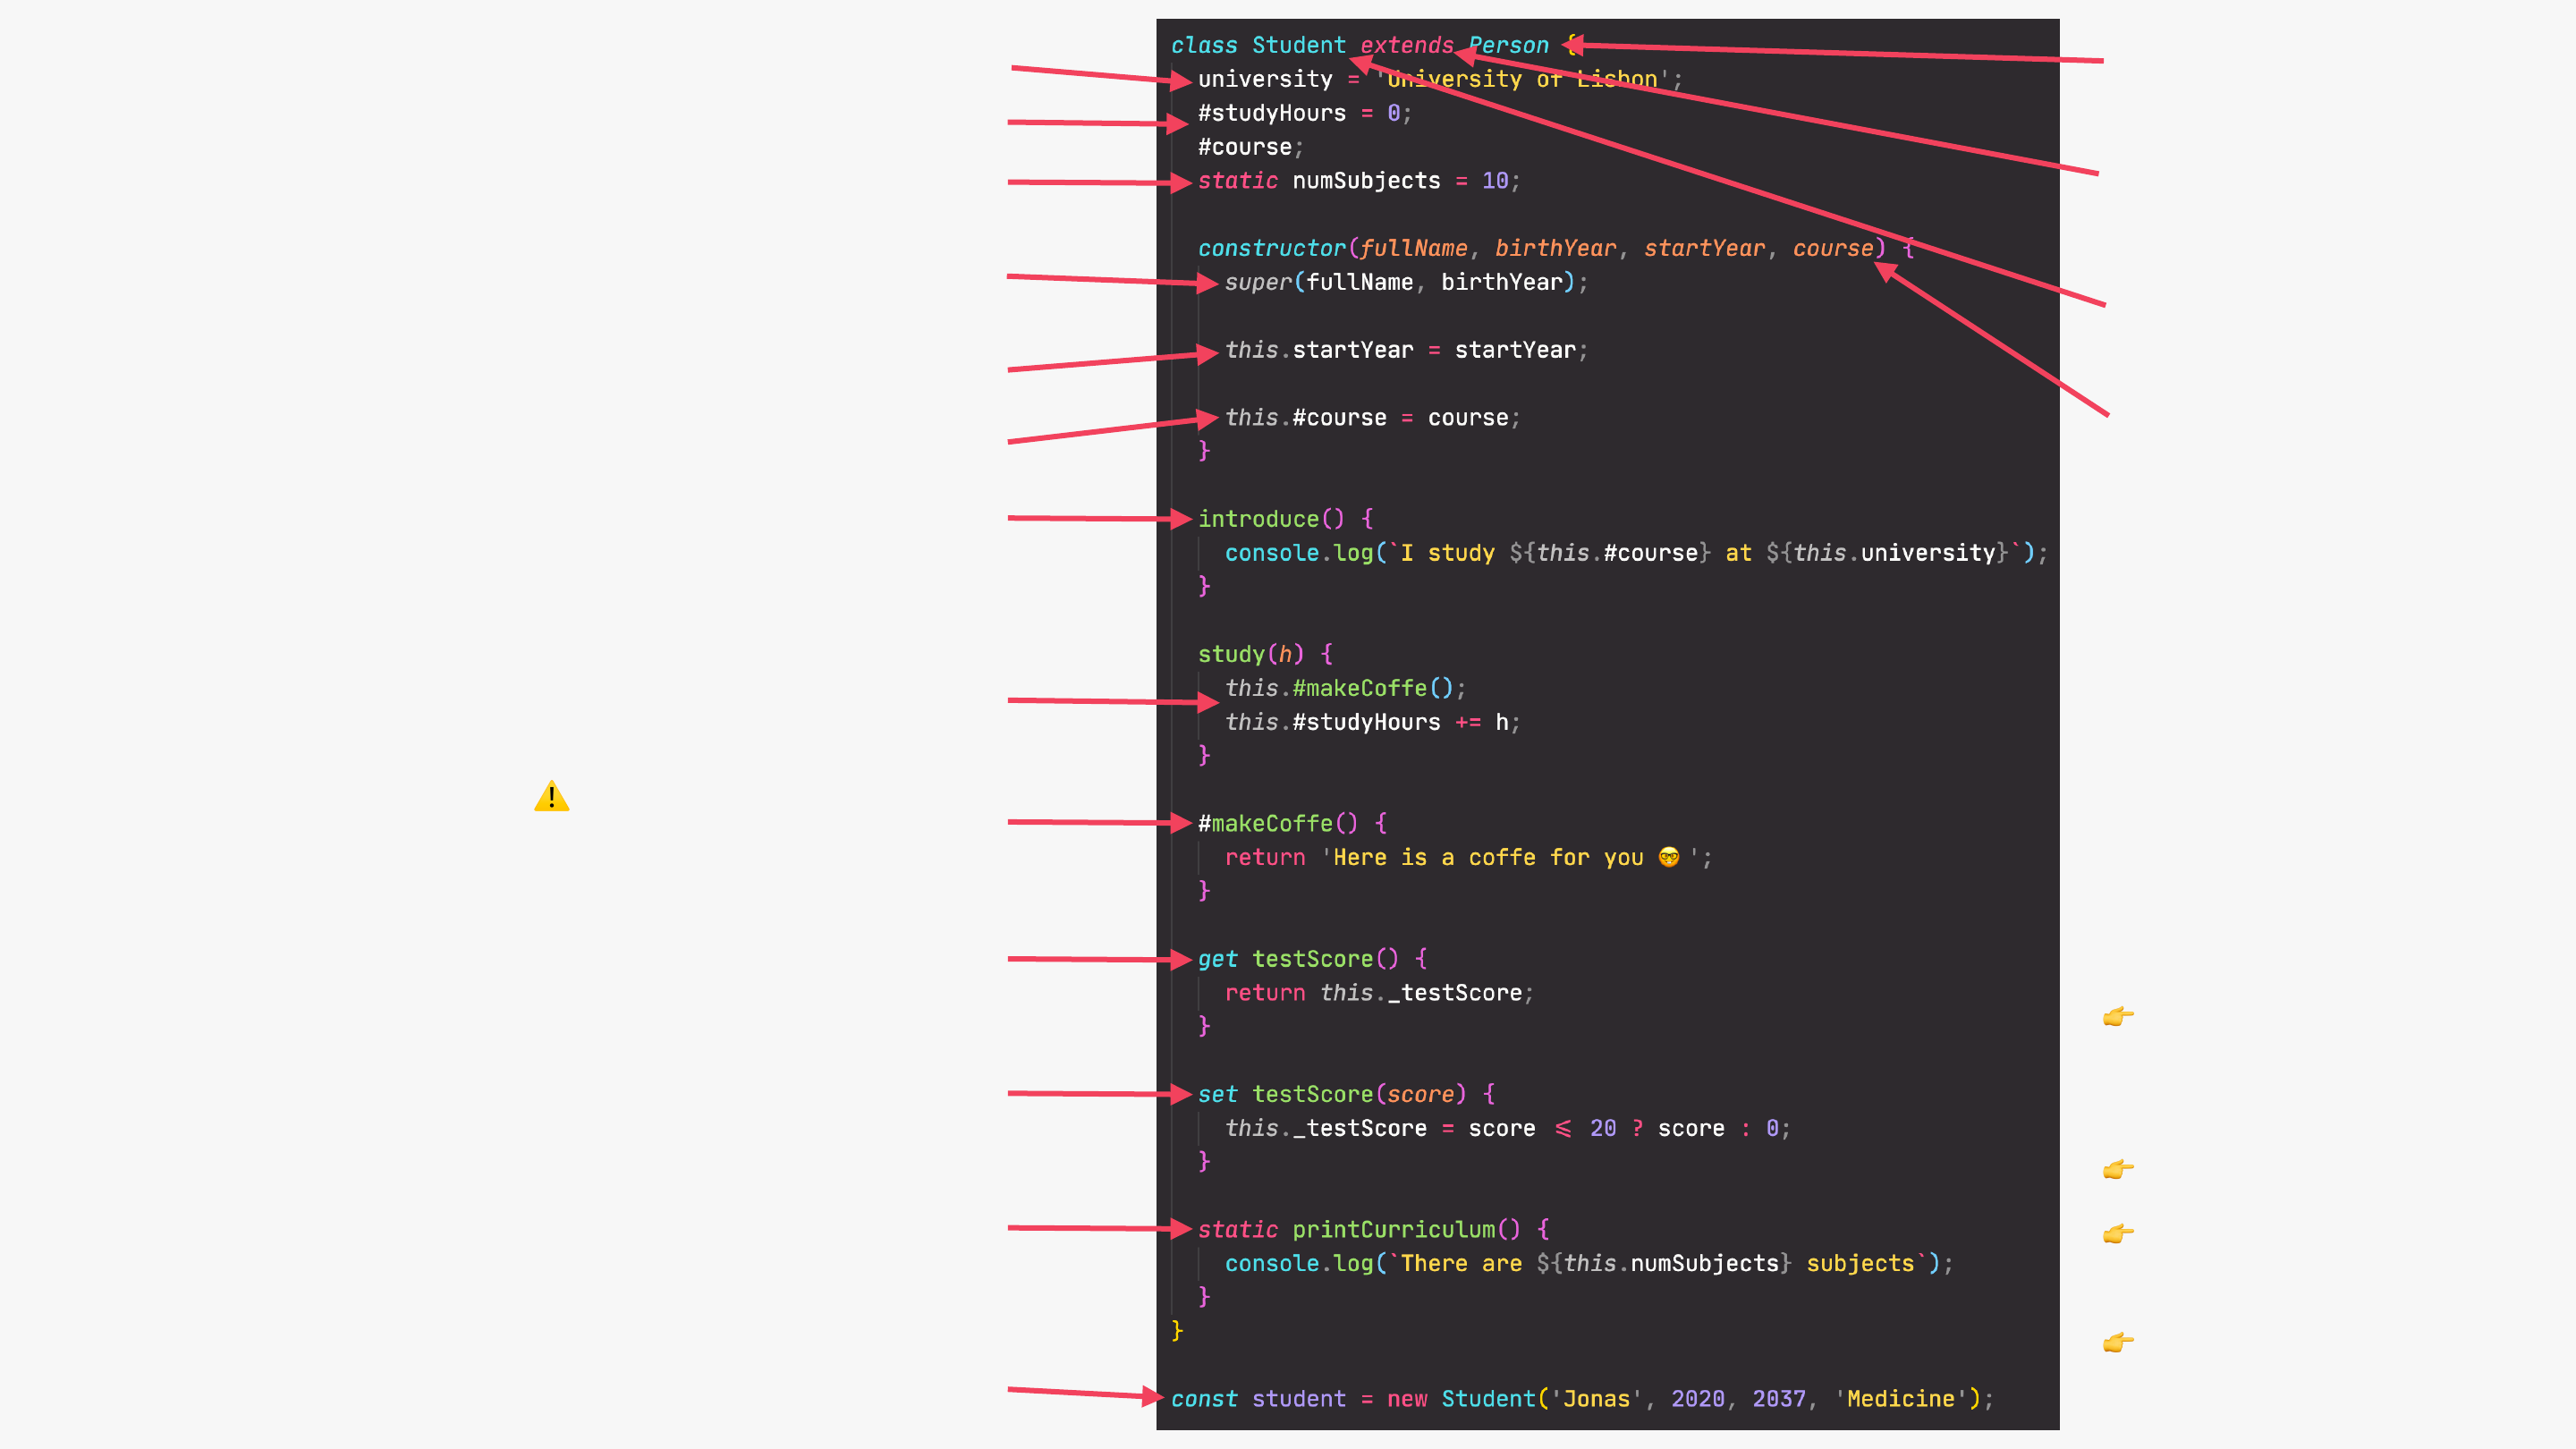 class Student extends Person {
university = 'University of Lisbon';
#studyHours = 0;
#course;
static numSubjects = 10;
constructor(fullName, birthYear, startYear, course) {
super(fullName, birthYear);
this.startYear = startYear;
this.#course = course;
}
introduce() {
console.log(`I study ${this.#course} at ${this.university}`);
}
study(h) {
this.#makeCoffe();
this.#studyHours += h;
}
#makeCoffe() {
return 'Here is a coffe for you 🤓';
}
get testScore() {
return this._testScore;
}
set testScore(score) {
this._testScore = score <= 20 ? score : 0;
}
static printCurriculum() {
console.log(`There are ${this.numSubjects} subjects`);
}
}
const student = new Student('Jonas', 2020, 2037, 'Medicine');